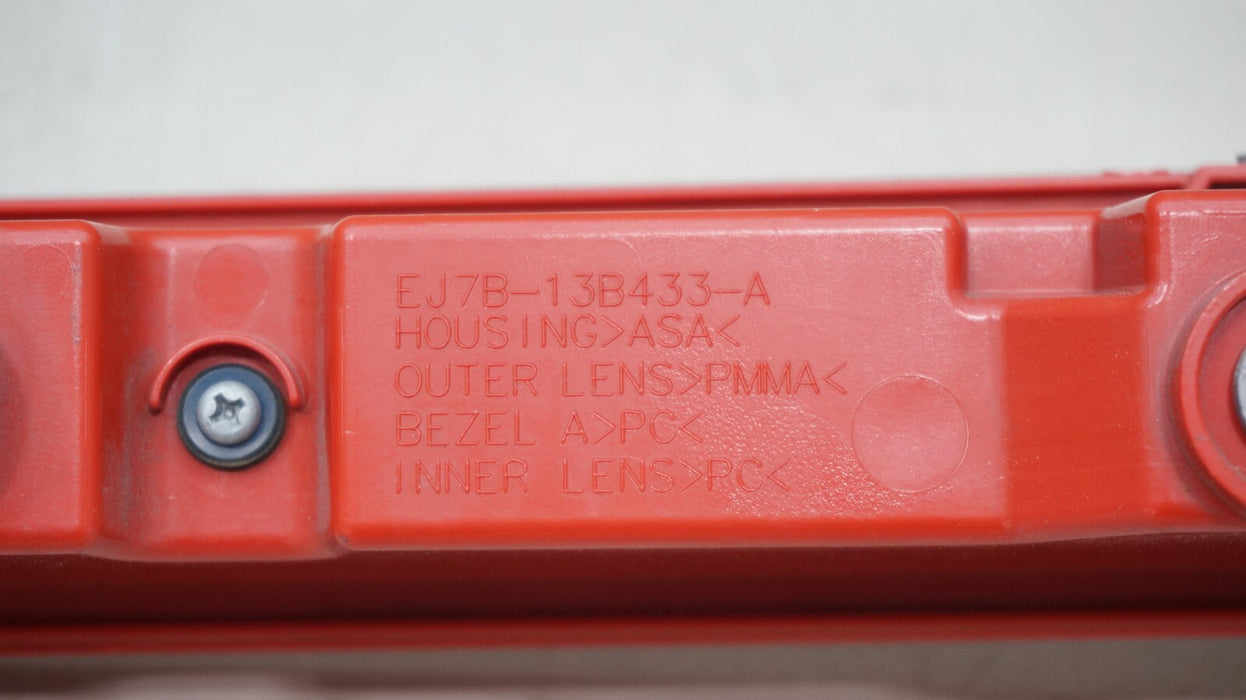 EJ7B-13B433-A
HOUSING>ASA<
OUTER LENS>PMMA<
BEZEL A>PC<
INNER LENS>PC<